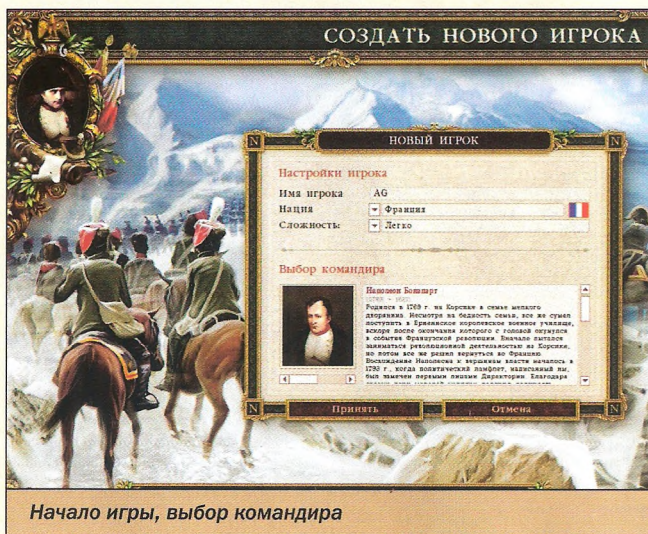 СОЗДАТЬ НОВОГО ИГРОКА
N НОВЫЙ ИГРОК N
Настройки игрока
Имя игрока AG
Нация Франция
Сложность: Легко
Выбор командира
Наполеон Бонапарт
Родился в 1769 г. на Корсике в семье мелкого
дворянина. Несмотря на бедность семьи, все же сумел
поступить в Бриеннское королевское военное училище,
вскоре после окончания которого с головой окунулся
в события Французской революции. Вначале пытался
заниматься революционной деятельностью на Корсике,
но потом все же решил вернуться во Францию.
Восхождение Наполеона к вершинам власти началось в
1793 г., когда политический памфлет, написанный им,
был замечен первыми лицами Директории. Благодаря
N Принять Отмена N
Начало игры, выбор командира